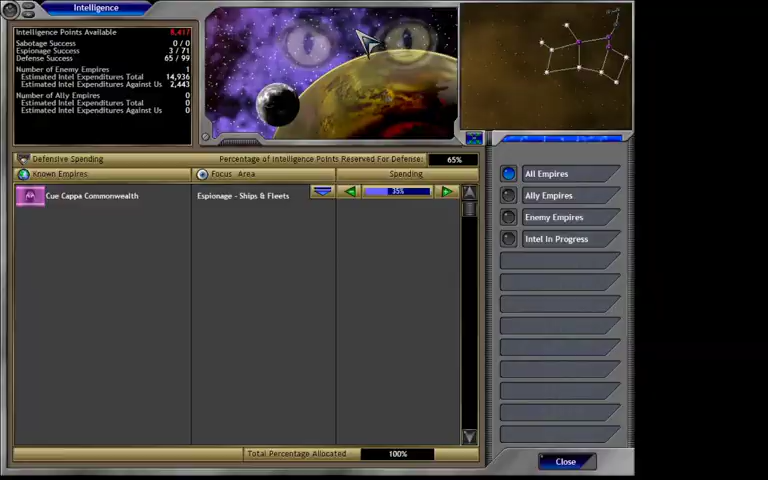 Intelligence
Intelligence Points Available 8,417
Sabotage Success 0 / 0
Espionage Success 3 / 71
Defense Success 65 / 99
Number of Enemy Empires 1
Estimated Intel Expenditures Total 14,936
Estimated Intel Expenditures Against Us 2,443
Number of Ally Empires 0
Estimated Intel Expenditures Total 0
Estimated Intel Expenditures Against Us 0
Defensive Spending Percentage of Intelligence Points Reserved For Defense: 65%
Known Empires Focus Area Spending
Cue Cappa Commonwealth Espionage - Ships & Fleets 35%
Total Percentage Allocated 100%
All Empires
Ally Empires
Enemy Empires
Intel In Progress
Close